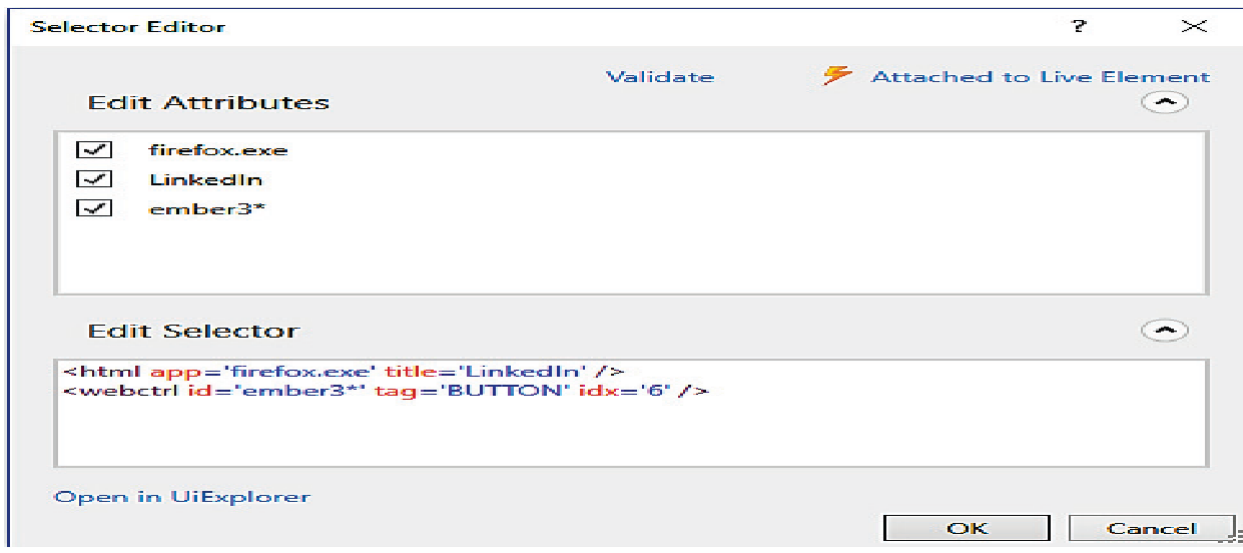 Selector Editor
Validate
Attached to Live Element
Edit Attributes
firefox.exe
LinkedIn
ember3*
Edit Selector
<html app='firefox.exe' title='LinkedIn' />
<webctrl id='ember3*' tag='BUTTON' idx='6' />
Open in UiExplorer
OK
Cancel